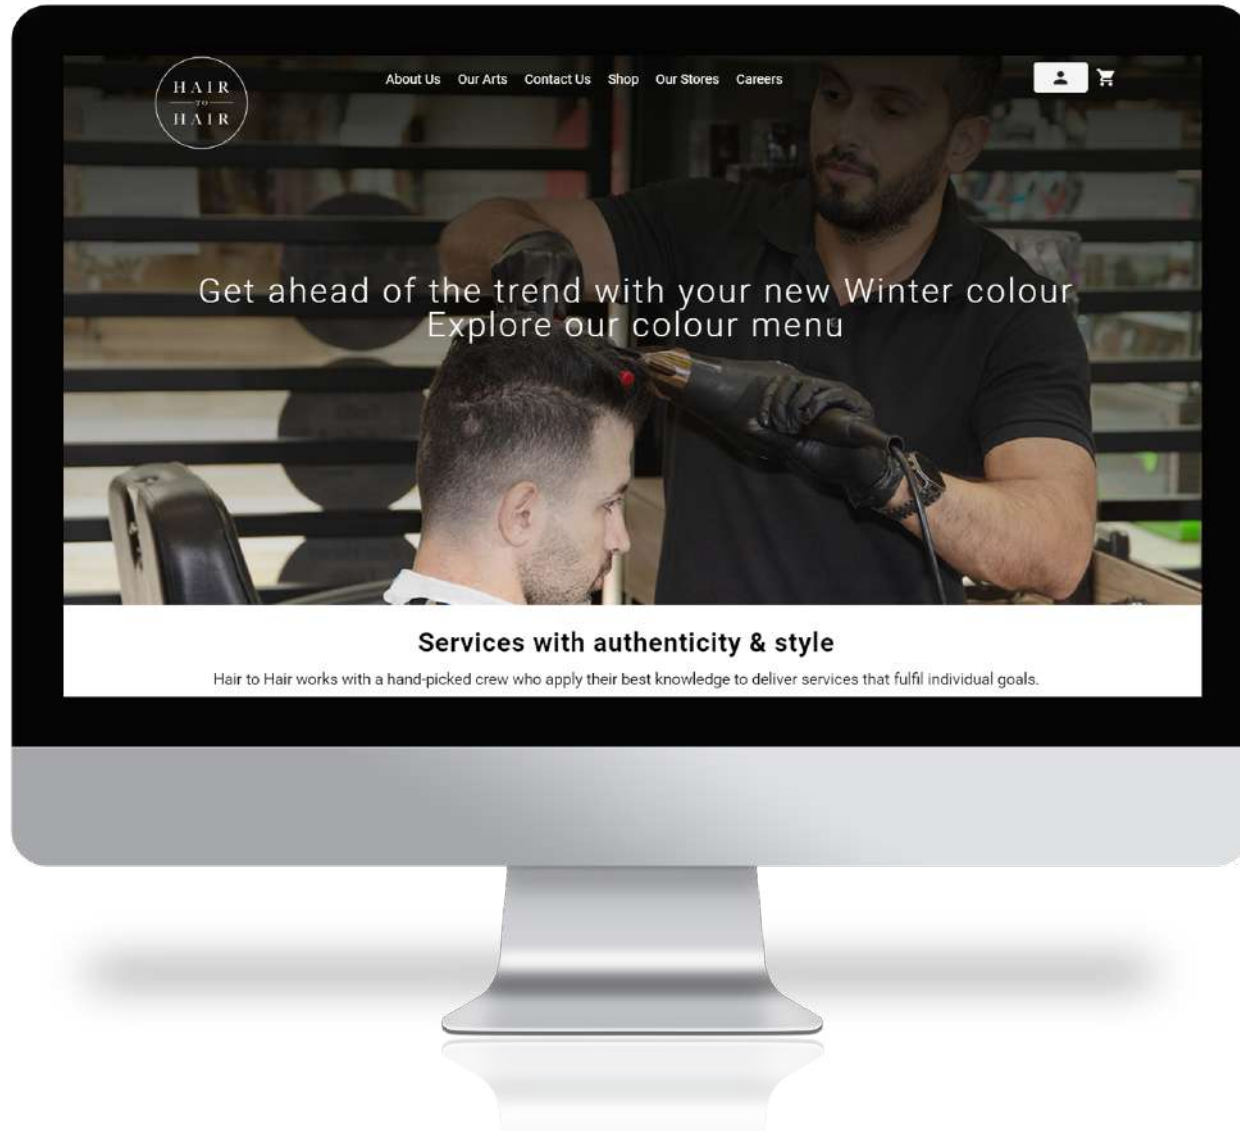 HAIR
TO
HAIR
About Us Our Arts Contact Us Shop Our Stores Careers
Get ahead of the trend with your new Winter colour
Explore our colour menu
Services with authenticity & style
Hair to Hair works with a hand-picked crew who apply their best knowledge to deliver services that fulfil individual goals.